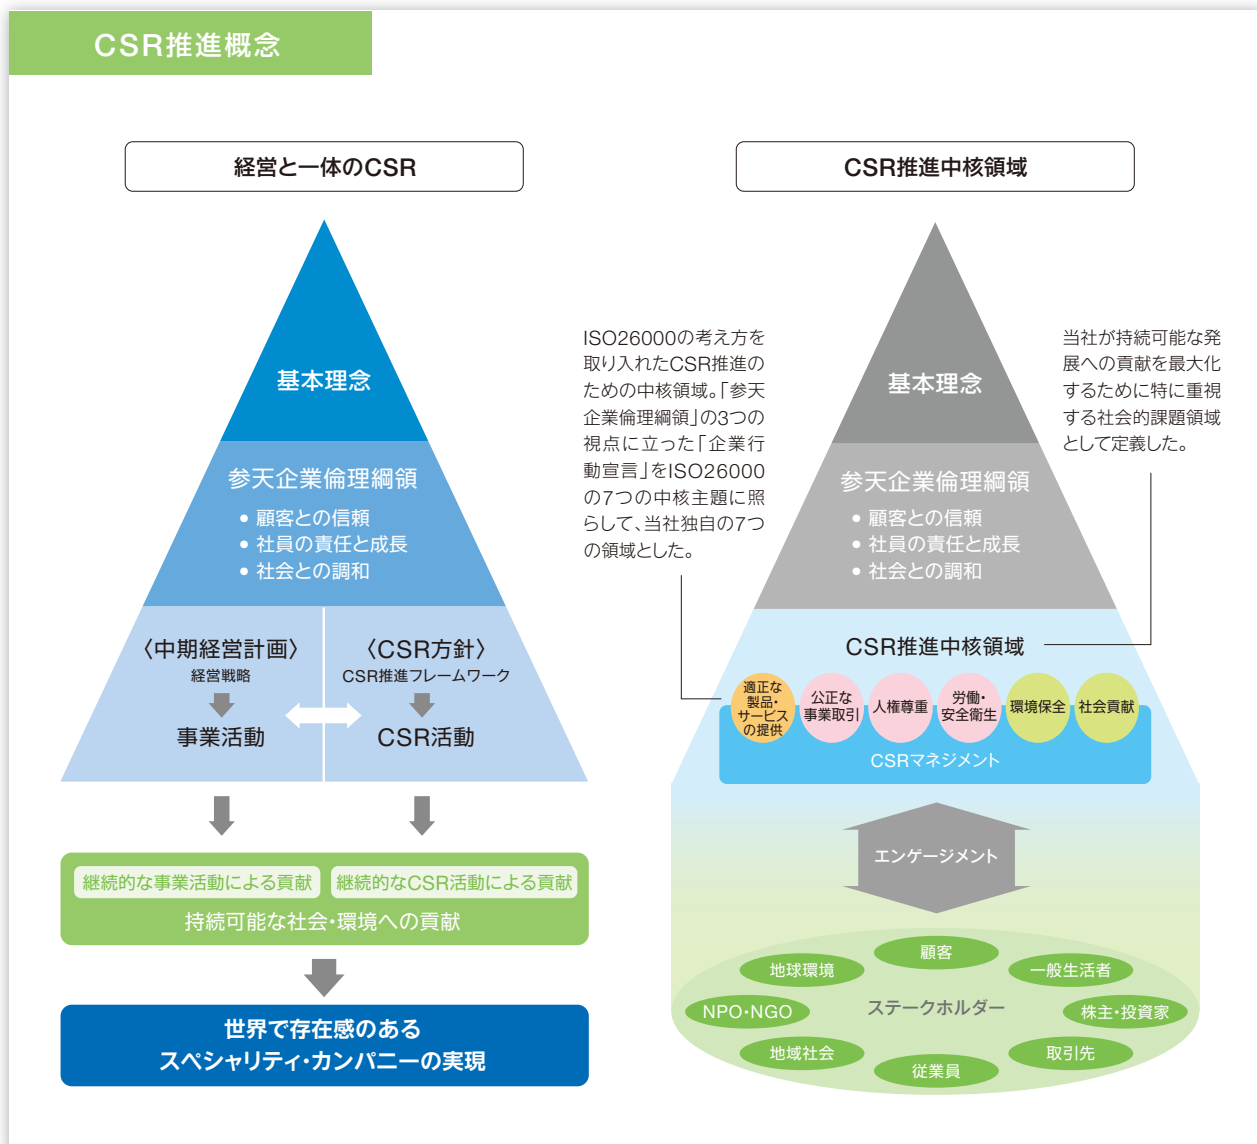 CSR推進概念
経営と一体のCSR
基本理念
参天企業倫理綱領
• 顧客との信頼
• 社員の責任と成長
• 社会との調和
〈中期経営計画〉
経営戦略
事業活動
〈CSR方針〉
CSR推進フレームワーク
CSR活動
継続的な事業活動による貢献
継続的なCSR活動による貢献
持続可能な社会・環境への貢献
世界で存在感のある
スペシャリティ・カンパニーの実現
CSR推進中核領域
ISO26000の考え方を
取り入れたCSR推進の
ための中核領域。「参天
企業倫理綱領」の3つの
視点に立った「企業行
動宣言」をISO26000
の7つの中核主題に照
らして、当社独自の7つ
の領域とした。
当社が持続可能な発
展への貢献を最大化
するために特に重視
する社会的課題領域
として定義した。
基本理念
参天企業倫理綱領
• 顧客との信頼
• 社員の責任と成長
• 社会との調和
CSR推進中核領域
適正な
製品・
サービス
の提供
公正な
事業取引
人権尊重
労働・
安全衛生
環境保全
社会貢献
CSRマネジメント
エンゲージメント
顧客
地球環境
一般生活者
NPO・NGO
ステークホルダー
株主・投資家
地域社会
取引先
従業員